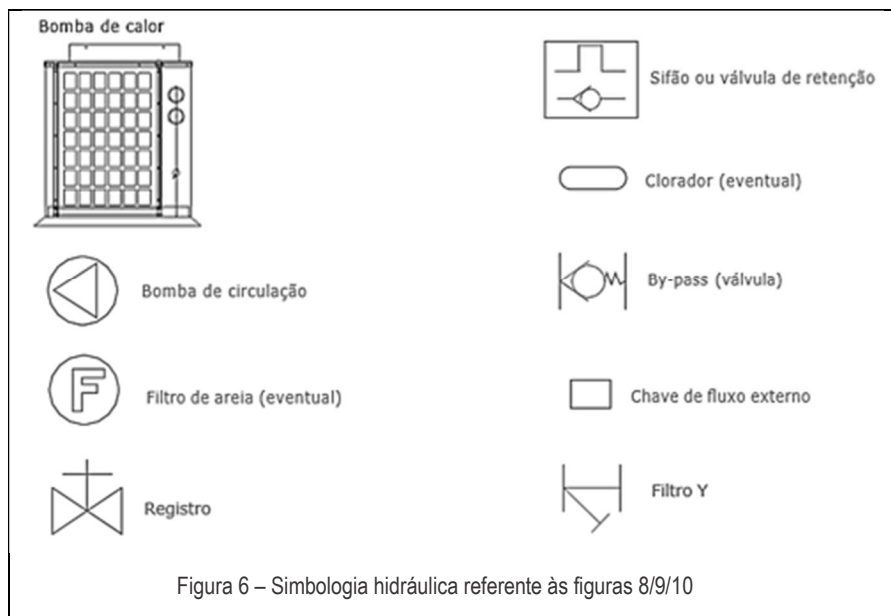 Bomba de calor
Sifão ou válvula de retenção
Clorador (eventual)
Bomba de circulação
By-pass (válvula)
F
Filtro de areia (eventual)
Chave de fluxo externo
Registro
Filtro Y
Figura 6 – Simbologia hidráulica referente às figuras 8/9/10